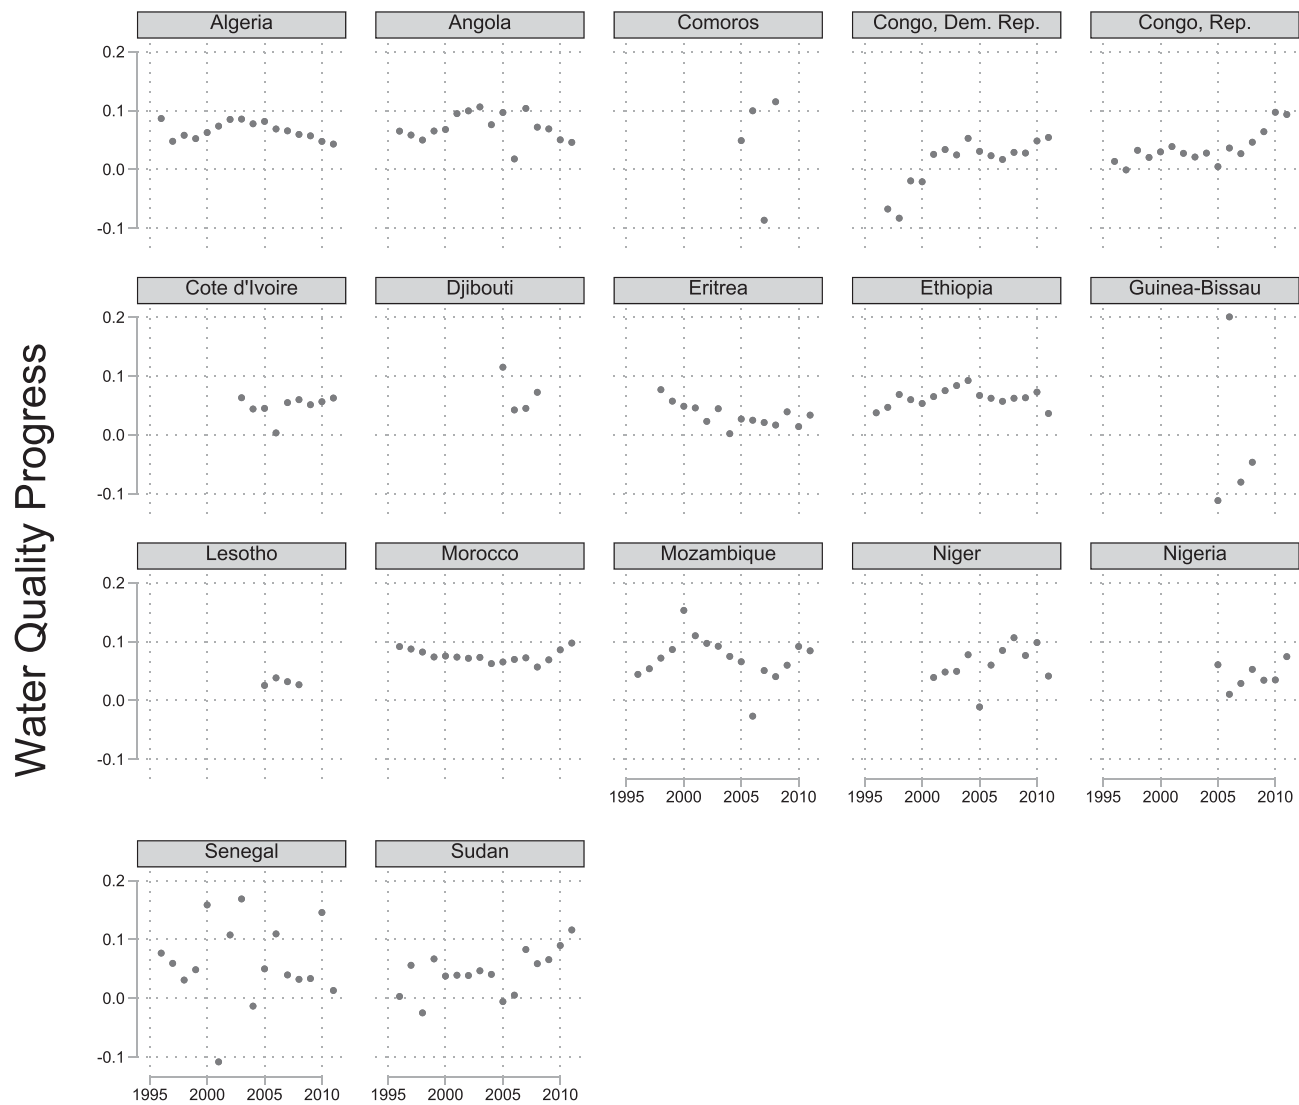 Algeria Angola Comoros Congo, Dem. Rep. Congo, Rep.
0.2
0.1
0.0
-0.1
Cote d'Ivoire Djibouti Eritrea Ethiopia Guinea-Bissau
0.2
0.1
0.0
-0.1
Water Quality Progress
Lesotho Morocco Mozambique Niger Nigeria
0.2
0.1
0.0
-0.1
1995 2000 2005 2010 1995 2000 2005 2010 1995 2000 2005 2010
Senegal Sudan
0.2
0.1
0.0
-0.1
1995 2000 2005 2010 1995 2000 2005 2010